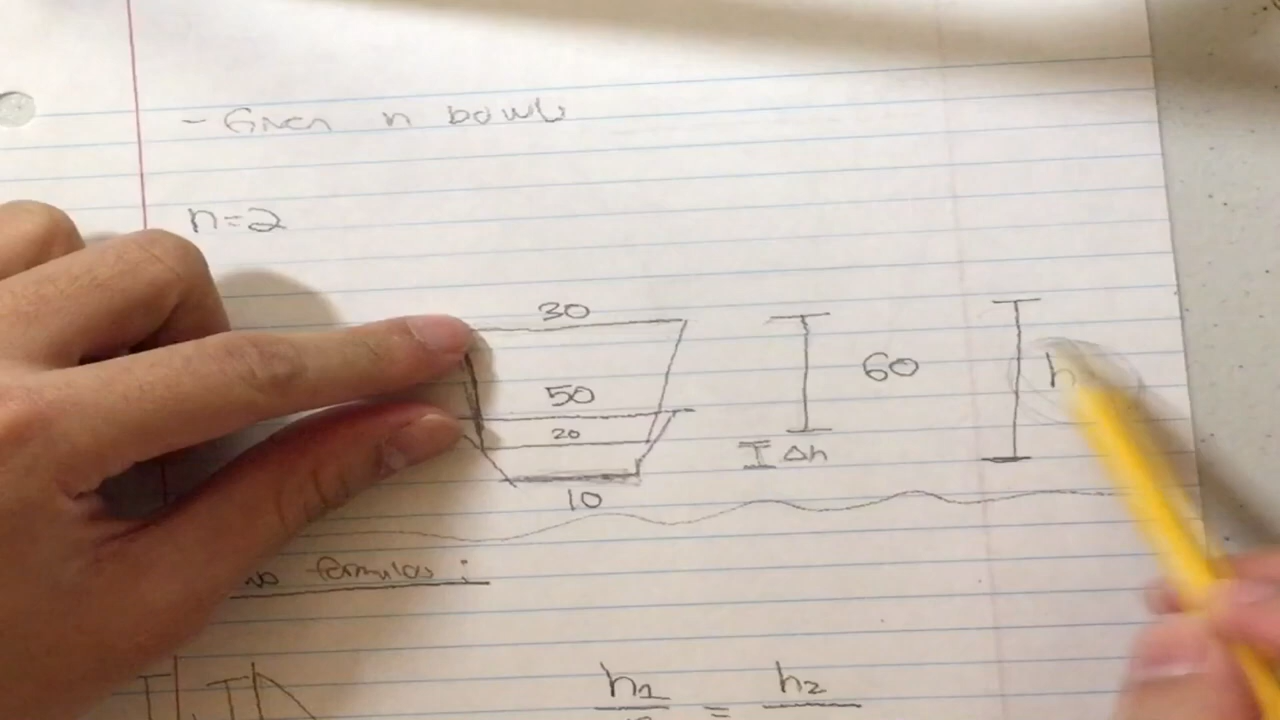 - Given n bowls
n=2
30
50
60
h
20
Δh
10
formulas:
h1 = h2